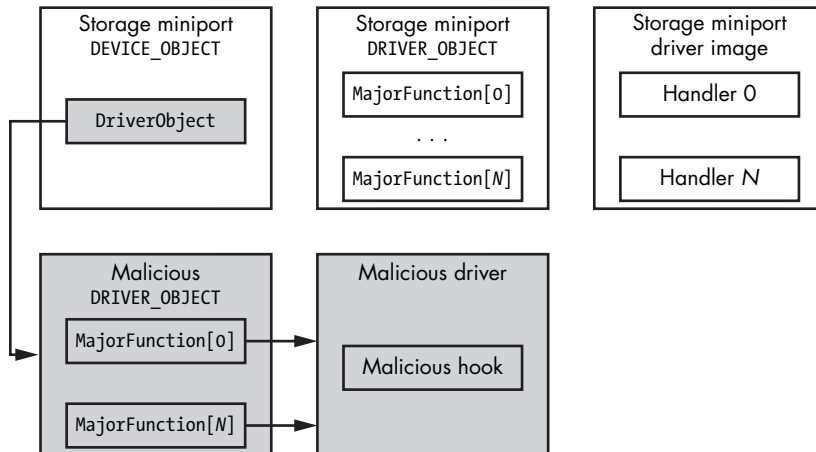 Storage miniport
DEVICE_OBJECT
DriverObject
Storage miniport
DRIVER_OBJECT
MajorFunction[0]
...
MajorFunction[N]
Storage miniport
driver image
Handler 0
Handler N
Malicious
DRIVER_OBJECT
MajorFunction[0]
MajorFunction[N]
Malicious driver
Malicious hook